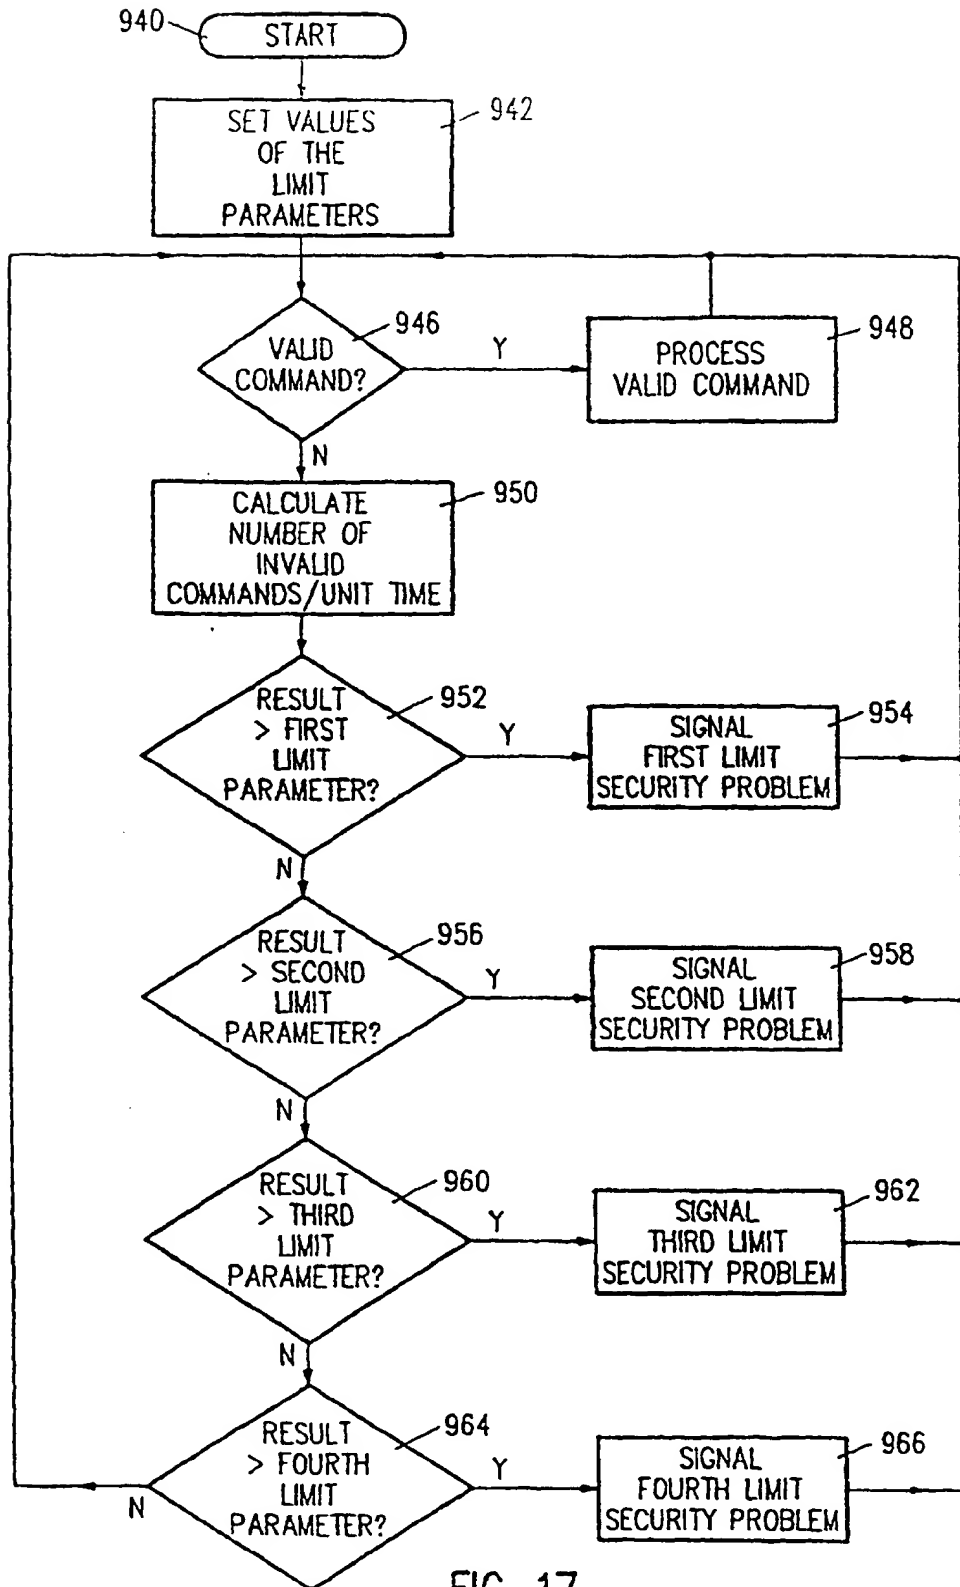 940
START
942
SET VALUES
OF THE
LIMIT
PARAMETERS
946
VALID
COMMAND?
Y
948
PROCESS
VALID COMMAND
N
950
CALCULATE
NUMBER OF
INVALID
COMMANDS/UNIT TIME
952
RESULT
> FIRST
LIMIT
PARAMETER?
Y
954
SIGNAL
FIRST LIMIT
SECURITY PROBLEM
N
956
RESULT
> SECOND
LIMIT
PARAMETER?
Y
958
SIGNAL
SECOND LIMIT
SECURITY PROBLEM
N
960
RESULT
> THIRD
LIMIT
PARAMETER?
Y
962
SIGNAL
THIRD LIMIT
SECURITY PROBLEM
N
964
RESULT
> FOURTH
LIMIT
PARAMETER?
Y
966
SIGNAL
FOURTH LIMIT
SECURITY PROBLEM
N
FIG. 17